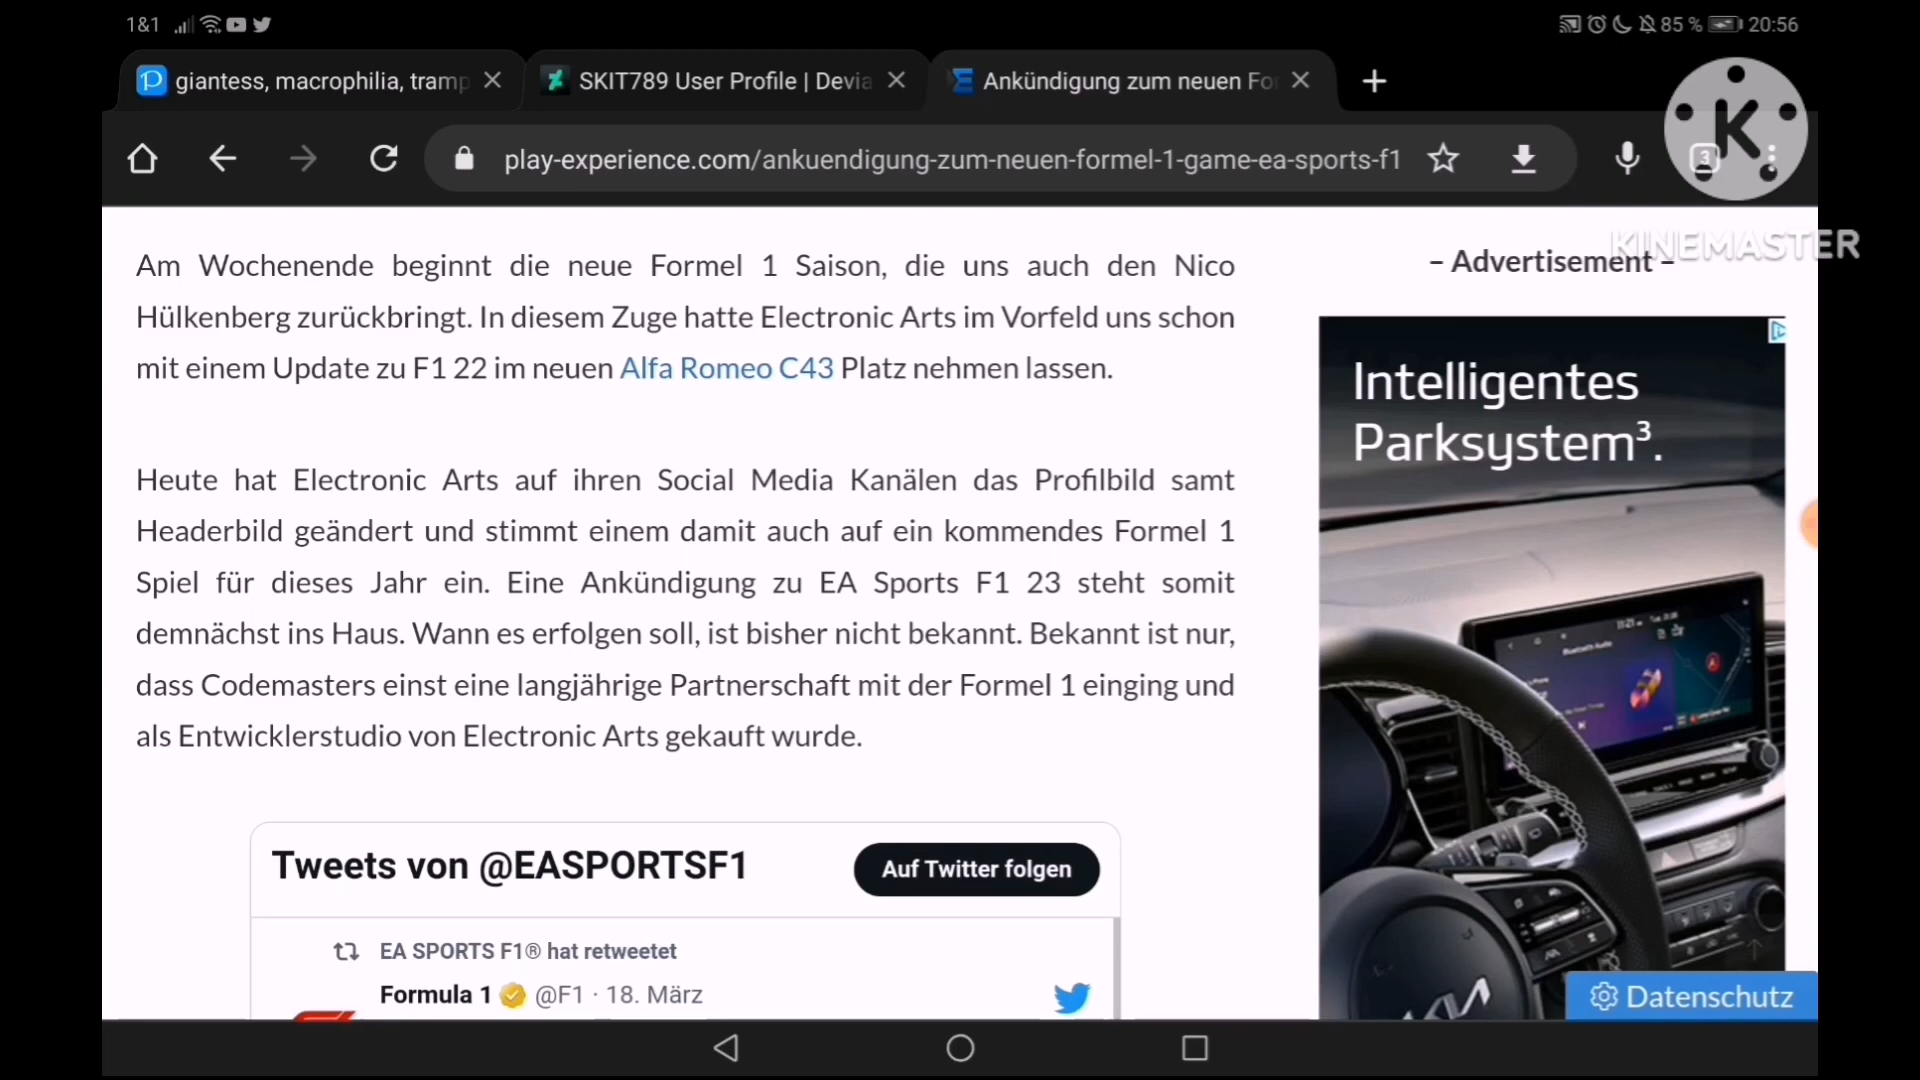 1&1
85 %
20:56
giantess, macrophilia, tramp
SKIT789 User Profile | Devia
Ankündigung zum neuen For
play-experience.com/ankuendigung-zum-neuen-formel-1-game-ea-sports-f1
3
K
KINEMASTER
Am Wochenende beginnt die neue Formel 1 Saison, die uns auch den Nico
Hülkenberg zurückbringt. In diesem Zuge hatte Electronic Arts im Vorfeld uns schon
mit einem Update zu F1 22 im neuen Alfa Romeo C43 Platz nehmen lassen.
Heute hat Electronic Arts auf ihren Social Media Kanälen das Profilbild samt
Headerbild geändert und stimmt einem damit auch auf ein kommendes Formel 1
Spiel für dieses Jahr ein. Eine Ankündigung zu EA Sports F1 23 steht somit
demnächst ins Haus. Wann es erfolgen soll, ist bisher nicht bekannt. Bekannt ist nur,
dass Codemasters einst eine langjährige Partnerschaft mit der Formel 1 einging und
als Entwicklerstudio von Electronic Arts gekauft wurde.
Tweets von @EASPORTSF1
Auf Twitter folgen
EA SPORTS F1® hat retweetet
Formula 1 @F1 · 18. März
– Advertisement –
Intelligentes
Parksystem³.
Bluetooth Audio
KIA
Datenschutz